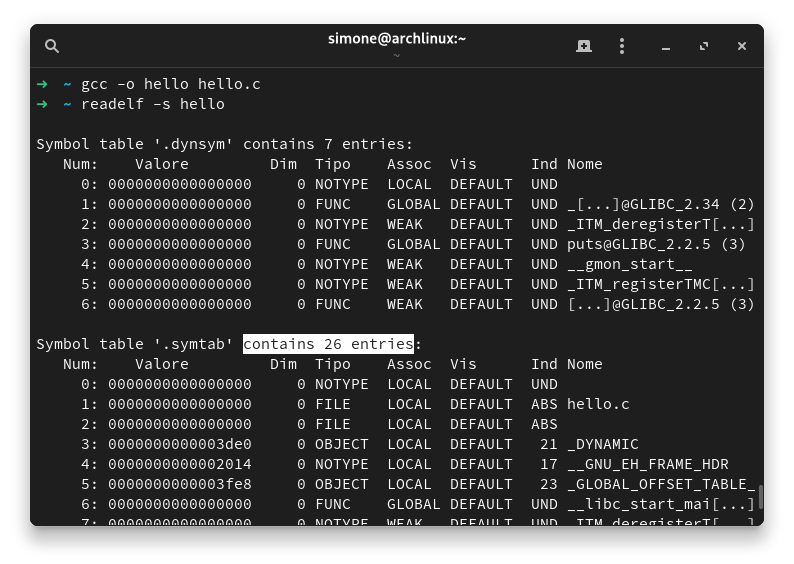 simone@archlinux:~
~
➜ ~ gcc -o hello hello.c
➜ ~ readelf -s hello
Symbol table '.dynsym' contains 7 entries:
Num: Valore Dim Tipo Assoc Vis Ind Nome
0: 0000000000000000 0 NOTYPE LOCAL DEFAULT UND
1: 0000000000000000 0 FUNC GLOBAL DEFAULT UND _[...]@GLIBC_2.34 (2)
2: 0000000000000000 0 NOTYPE WEAK DEFAULT UND _ITM_deregisterT[...]
3: 0000000000000000 0 FUNC GLOBAL DEFAULT UND puts@GLIBC_2.2.5 (3)
4: 0000000000000000 0 NOTYPE WEAK DEFAULT UND __gmon_start__
5: 0000000000000000 0 NOTYPE WEAK DEFAULT UND _ITM_registerTMC[...]
6: 0000000000000000 0 FUNC WEAK DEFAULT UND [...]@GLIBC_2.2.5 (3)
Symbol table '.symtab' contains 26 entries:
Num: Valore Dim Tipo Assoc Vis Ind Nome
0: 0000000000000000 0 NOTYPE LOCAL DEFAULT UND
1: 0000000000000000 0 FILE LOCAL DEFAULT ABS hello.c
2: 0000000000000000 0 FILE LOCAL DEFAULT ABS
3: 0000000000003de0 0 OBJECT LOCAL DEFAULT 21 _DYNAMIC
4: 0000000000002014 0 NOTYPE LOCAL DEFAULT 17 __GNU_EH_FRAME_HDR
5: 0000000000003fe8 0 OBJECT LOCAL DEFAULT 23 _GLOBAL_OFFSET_TABLE_
6: 0000000000000000 0 FUNC GLOBAL DEFAULT UND __libc_start_mai[...]
7: 0000000000000000 0 NOTYPE WEAK DEFAULT UND _ITM_deregisterT[...]